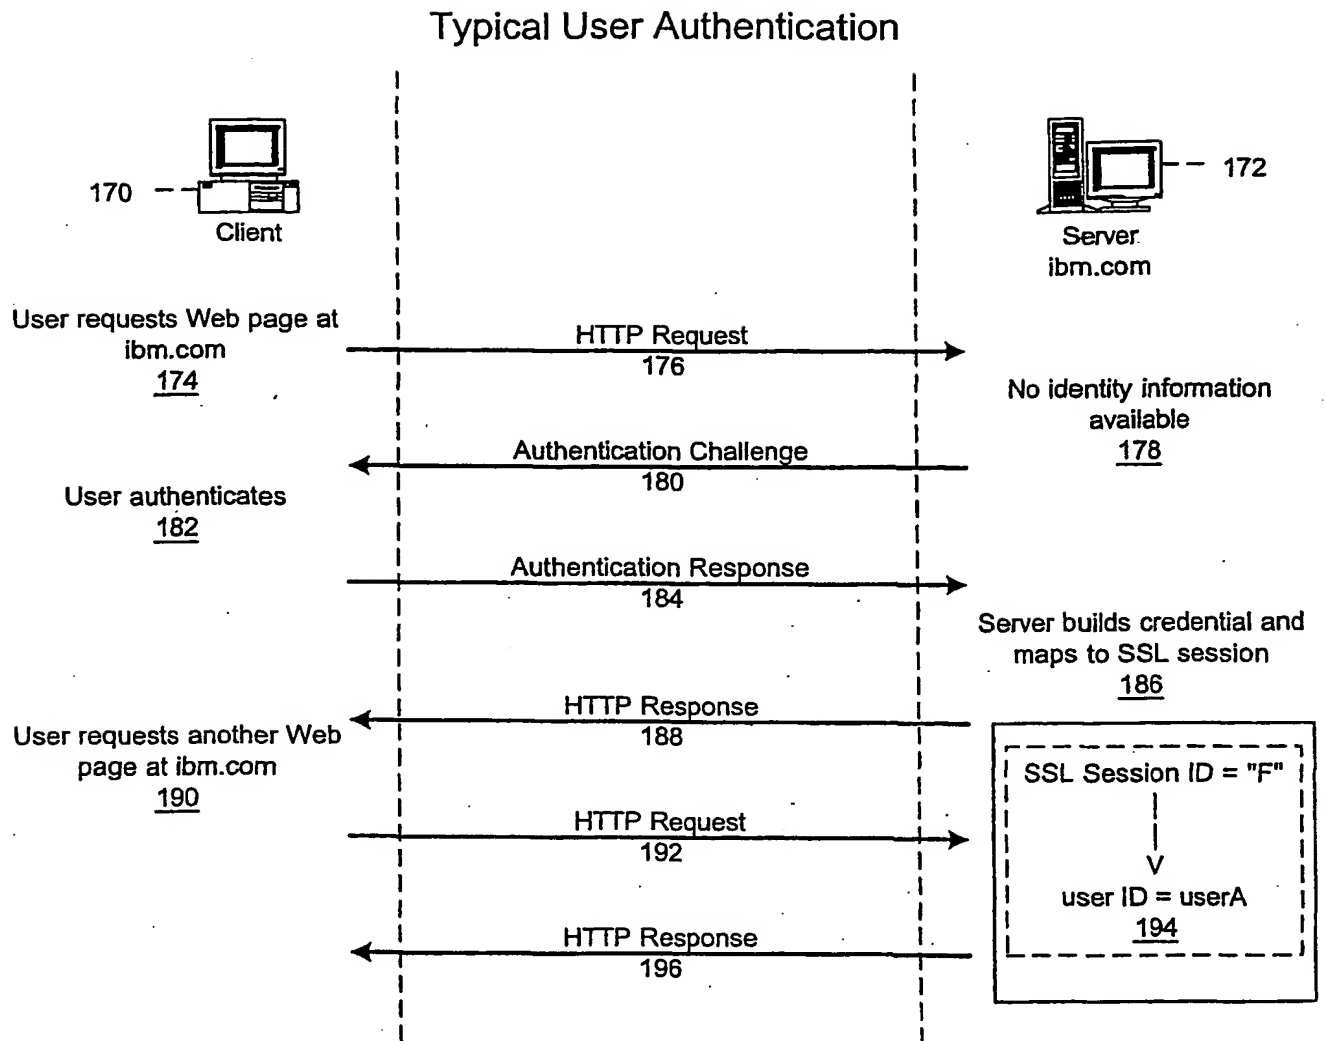 Typical User Authentication
170
Client
172
Server
ibm.com
User requests Web page at
ibm.com
174
HTTP Request
176
No identity information
available
178
Authentication Challenge
180
User authenticates
182
Authentication Response
184
Server builds credential and
maps to SSL session
186
HTTP Response
188
User requests another Web
page at ibm.com
190
SSL Session ID = "F"
user ID = userA
194
HTTP Request
192
HTTP Response
196